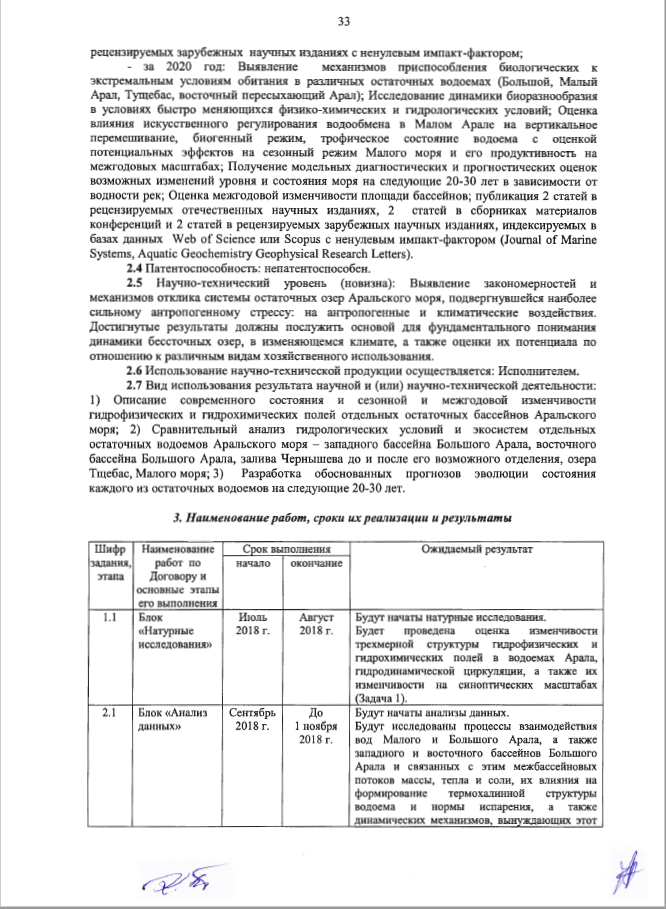 33
рецензируемых зарубежных научных изданиях с ненулевым импакт-фактором;
- за 2020 год: Выявление механизмов приспособления биологических к
экстремальным условиям обитания в различных остаточных водоемах (Большой, Малый
Арал, Тущебас, восточный пересыхающий Арал); Исследование динамики биоразнообразия
в условиях быстро меняющихся физико-химических и гидрологических условий; Оценка
влияния искусственного регулирования водообмена в Малом Арале на вертикальное
перемешивание, биогенный режим, трофическое состояние водоема с оценкой
потенциальных эффектов на сезонный режим Малого моря и его продуктивность на
межгодовых масштабах; Получение модельных диагностических и прогностических оценок
возможных изменений уровня и состояния моря на следующие 20-30 лет в зависимости от
водности рек; Оценка межгодовой изменчивости площади бассейнов; публикация 2 статей в
рецензируемых отечественных научных изданиях, 2 статей в сборниках материалов
конференций и 2 статей в рецензируемых зарубежных научных изданиях, индексируемых в
базах данных Web of Science или Scopus с ненулевым импакт-фактором (Journal of Marine
Systems, Aquatic Geochemistry Geophysical Research Letters).
2.4 Патентоспособность: непатентоспособен.
2.5 Научно-технический уровень (новизна): Выявление закономерностей и
механизмов отклика системы остаточных озер Аральского моря, подвергнувшейся наиболее
сильному антропогенному стрессу: на антропогенные и климатические воздействия.
Достигнутые результаты должны послужить основой для фундаментального понимания
динамики бессточных озер, в изменяющемся климате, а также оценки их потенциала по
отношению к различным видам хозяйственного использования.
2.6 Использование научно-технической продукции осуществляется: Исполнителем.
2.7 Вид использования результата научной и (или) научно-технической деятельности:
1) Описание современного состояния и сезонной и межгодовой изменчивости
гидрофизических и гидрохимических полей отдельных остаточных бассейнов Аральского
моря; 2) Сравнительный анализ гидрологических условий и экосистем отдельных
остаточных водоемов Аральского моря – западного бассейна Большого Арала, восточного
бассейна Большого Арала, залива Чернышева до и после его возможного отделения, озера
Тщебас, Малого моря; 3) Разработка обоснованных прогнозов эволюции состояния
каждого из остаточных водоемов на следующие 20-30 лет.
3. Наименование работ, сроки их реализации и результаты
Шифр задания, этапа
Наименование работ по Договору и основные этапы его выполнения
Срок выполнения
начало
окончание
Ожидаемый результат
1.1
Блок
«Натурные
исследования»
Июль
2018 г.
Август
2018 г.
Будут начаты натурные исследования.
Будет проведена оценка изменчивости
трехмерной структуры гидрофизических и
гидрохимических полей в водоемах Арала,
гидродинамической циркуляции, а также их
изменчивости на синоптических масштабах
(Задача 1).
2.1
Блок «Анализ
данных»
Сентябрь
2018 г.
До
1 ноября
2018 г.
Будут начаты анализы данных.
Будут исследованы процессы взаимодействия
вод Малого и Большого Арала, а также
западного и восточного бассейнов Большого
Арала и связанных с этим межбассейновых
потоков массы, тепла и соли, их влияния на
формирование термохалинной структуры
водоема и нормы испарения, а также
динамических механизмов, вынуждающих этот